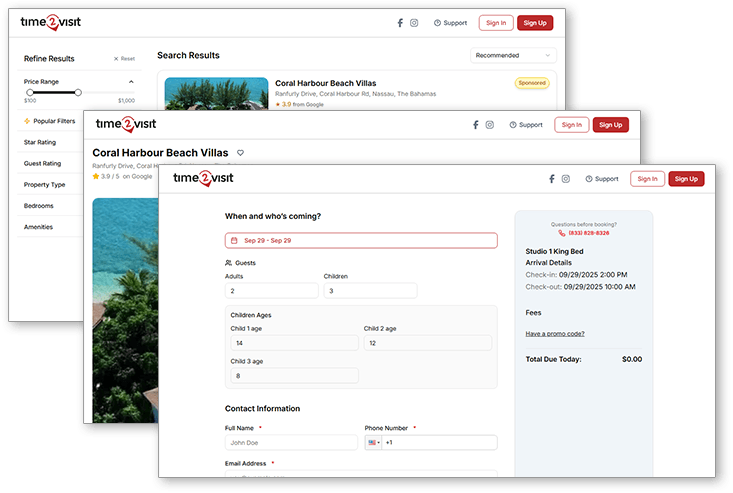 time2visit
Support
Sign In
Sign Up
Refine Results
Reset
Price Range
$100
$1,000
Popular Filters
Star Rating
Guest Rating
Property Type
Bedrooms
Amenities
Search Results
Recommended
Coral Harbour Beach Villas
Sponsored
Ranfurly Drive, Coral Harbour Rd, Nassau, The Bahamas
3.9 from Google
time2visit
Support
Sign In
Sign Up
Coral Harbour Beach Villas
Ranfurly Drive, Coral H
3.9 / 5 on Google
time2visit
Support
Sign In
Sign Up
When and who's coming?
Sep 29 - Sep 29
Guests
Adults
Children
2
3
Children Ages
Child 1 age
Child 2 age
14
12
Child 3 age
8
Contact Information
Full Name *
Phone Number *
John Doe
+1
Email Address *
Questions before booking?
(833) 828-8326
Studio 1 King Bed
Arrival Details
Check-in: 09/29/2025 2:00 PM
Check-out: 09/29/2025 10:00 AM
Fees
Have a promo code?
Total Due Today: $0.00